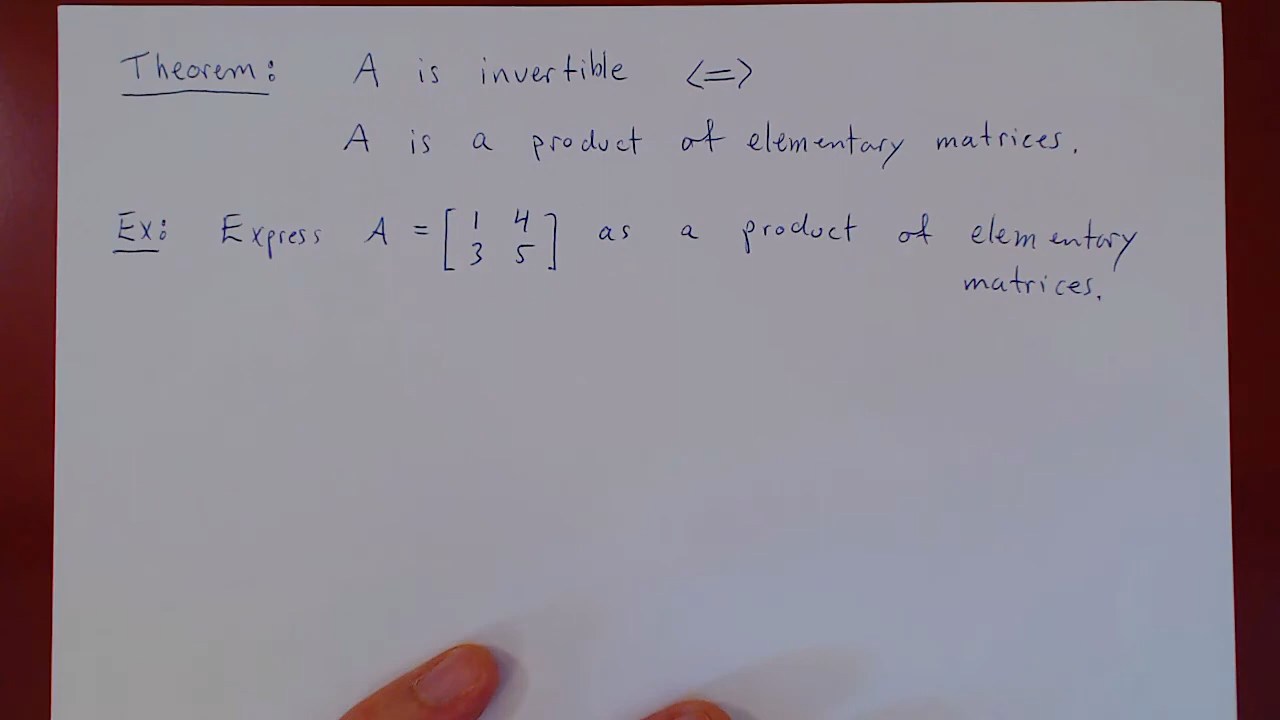 Theorem: A is invertible <=>
A is a product of elementary matrices.
Ex: Express A = [1 4
3 5] as a product of elementary
matrices.